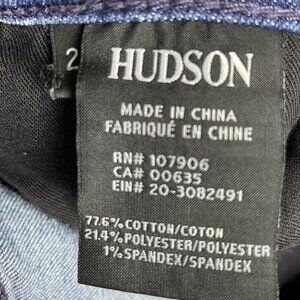 2
HUDSON
MADE IN CHINA
FABRIQUÉ EN CHINE
RN# 107906
CA# 00635
EIN# 20-3082491
77.6% COTTON/COTON
21.4% POLYESTER/POLYESTER
1% SPANDEX/SPANDEX